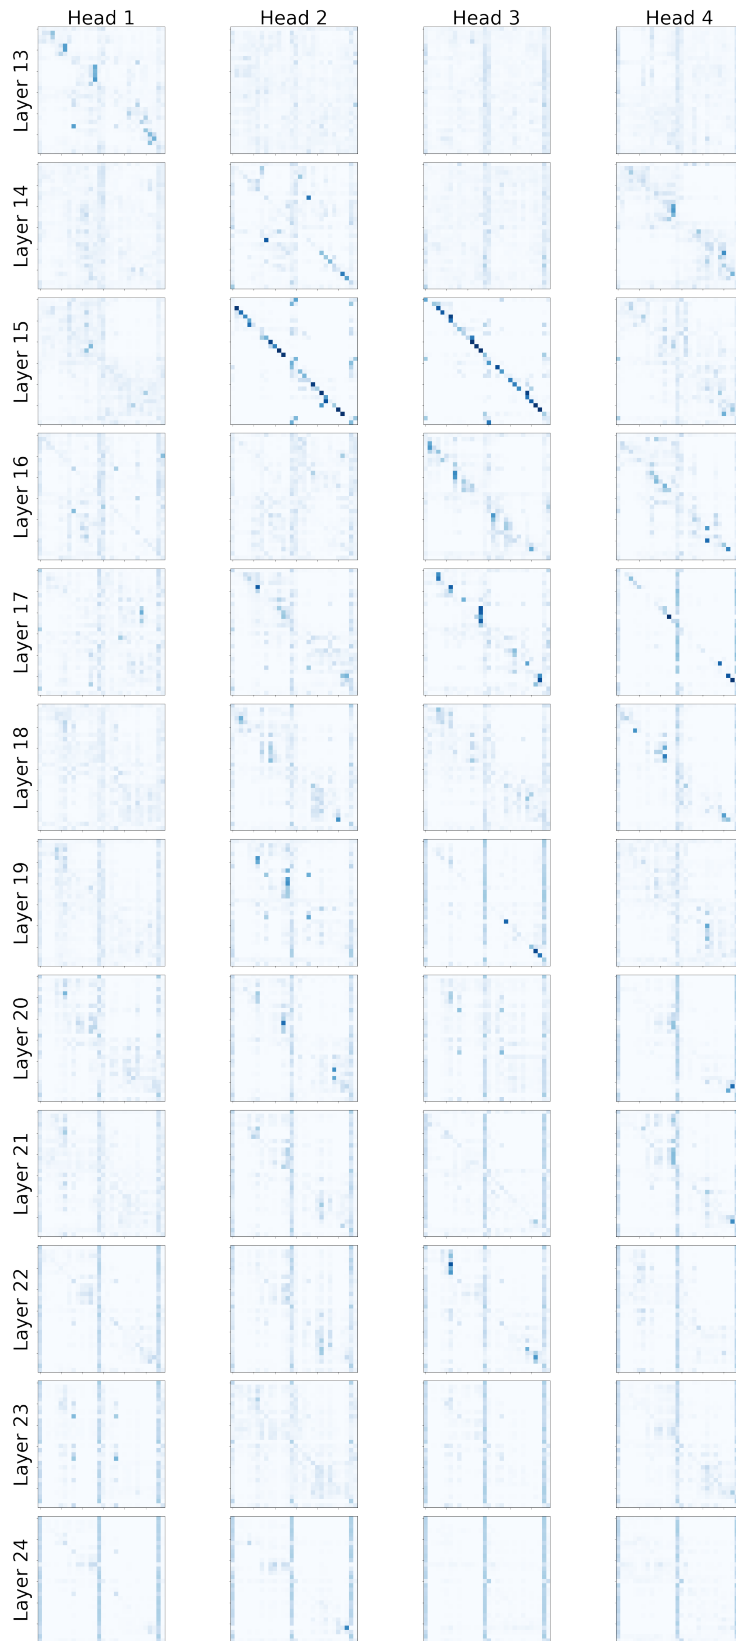 Head 1 Head 2 Head 3 Head 4
Layer 13
Layer 14
Layer 15
Layer 16
Layer 17
Layer 18
Layer 19
Layer 20
Layer 21
Layer 22
Layer 23
Layer 24